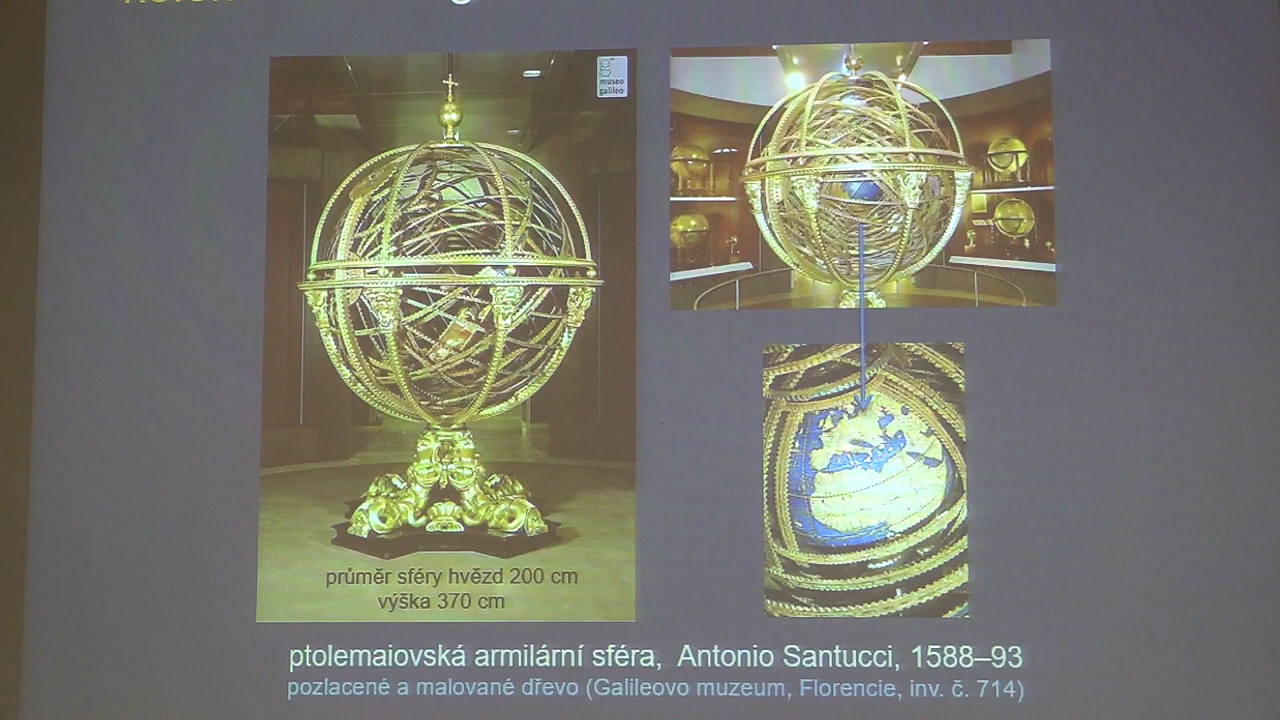 museo
galileo
průměr sféry hvězd 200 cm
výška 370 cm
ptolemaiovská armilární sféra, Antonio Santucci, 1588–93
pozlacené a malované dřevo (Galileovo muzeum, Florencie, inv. č. 714)